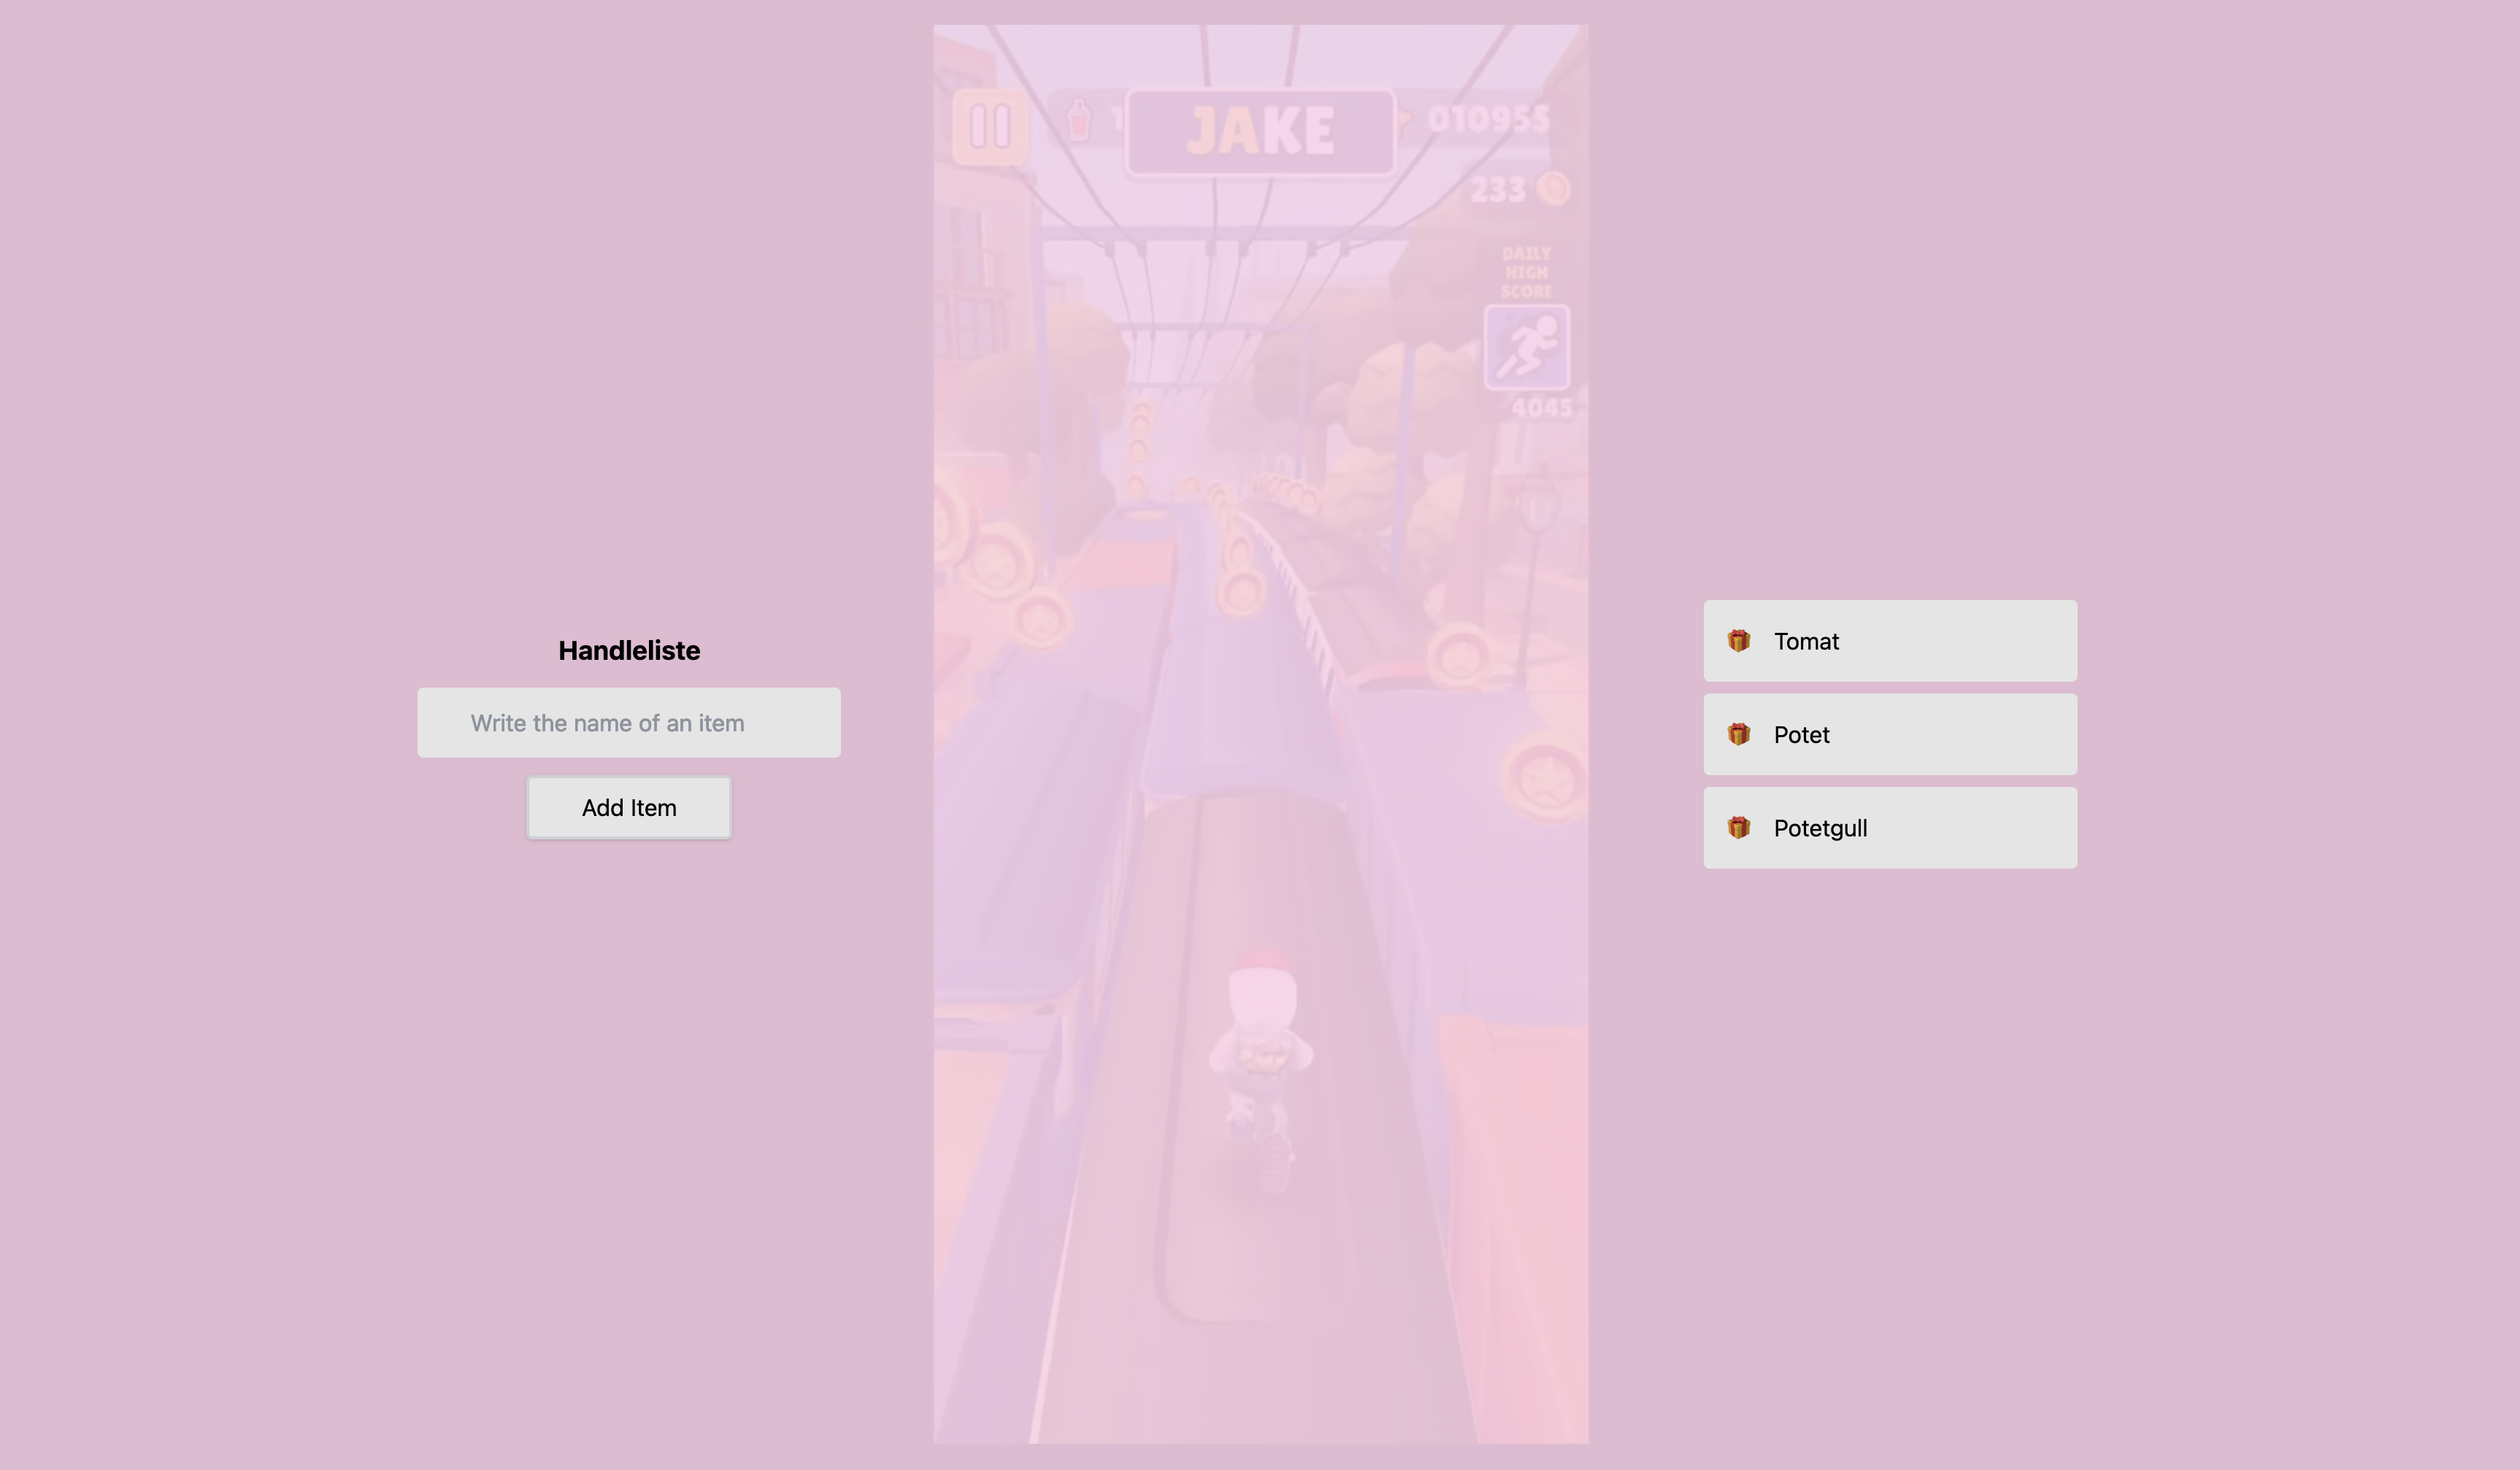 JAKE
010955
233
DAILY
HIGH
SCORE
4045
Handleliste
Write the name of an item
Add Item
Tomat
Potet
Potetgull